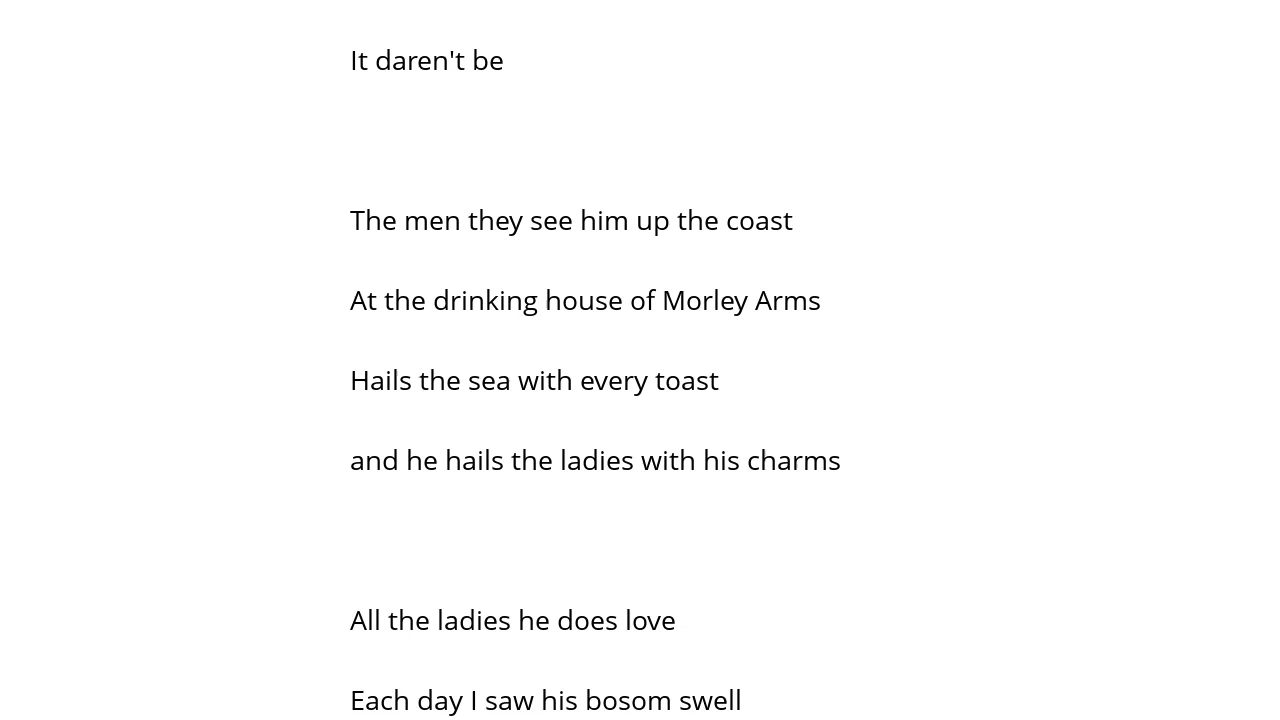 It daren't be
The men they see him up the coast
At the drinking house of Morley Arms
Hails the sea with every toast
and he hails the ladies with his charms
All the ladies he does love
Each day I saw his bosom swell